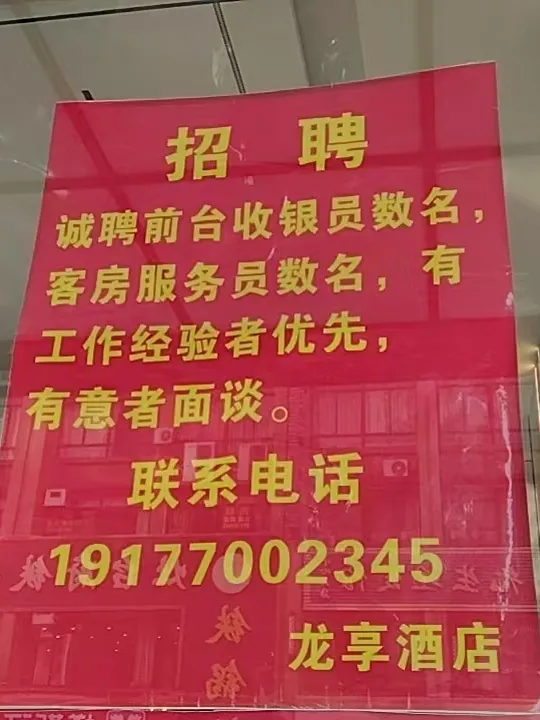 招 聘
诚聘前台收银员数名，
客房服务员数名，有
工作经验者优先，
有意者面谈。
联系电话
19177002345
龙享酒店
铁锅